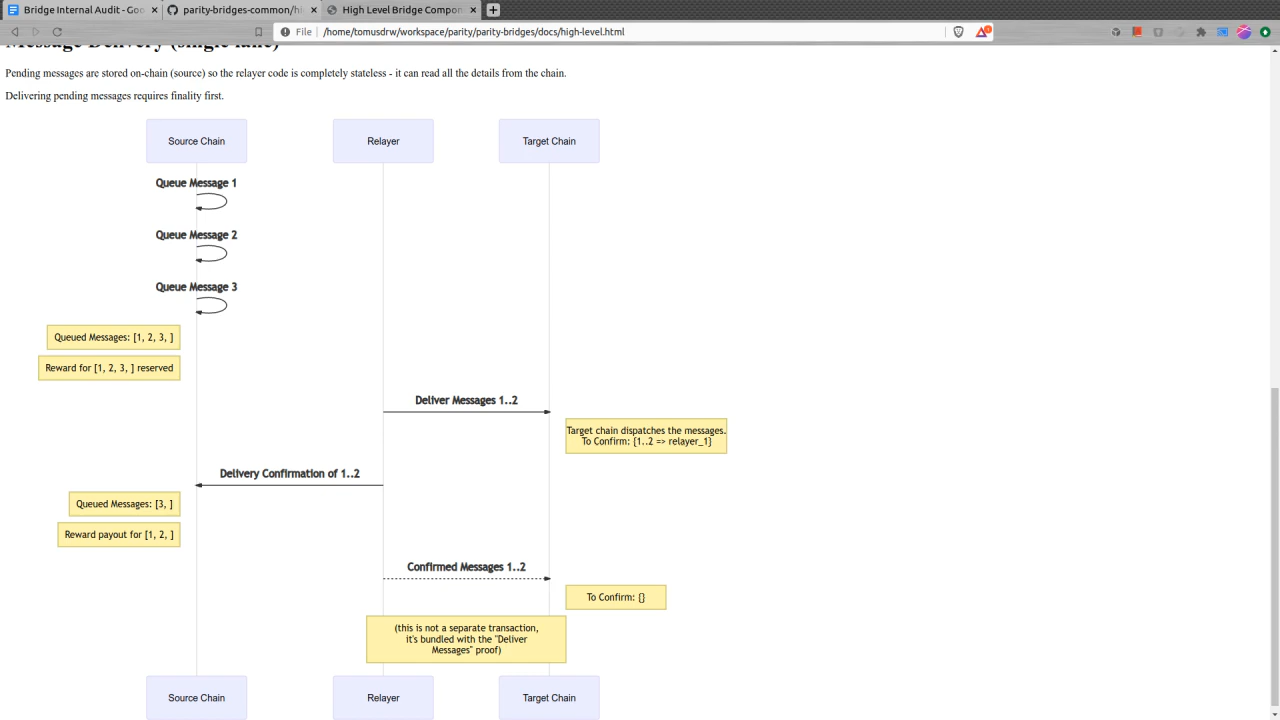 Bridge Internal Audit - Goo
parity-bridges-common/hi
High Level Bridge Compon
File
/home/tomusdrw/workspace/parity/parity-bridges/docs/high-level.html
Message Delivery (single lane)
Pending messages are stored on-chain (source) so the relayer code is completely stateless - it can read all the details from the chain.
Delivering pending messages requires finality first.
Source Chain
Relayer
Target Chain
Queue Message 1
Queue Message 2
Queue Message 3
Queued Messages: [1, 2, 3, ]
Reward for [1, 2, 3, ] reserved
Deliver Messages 1..2
Target chain dispatches the messages.
To Confirm: {1..2 => relayer_1}
Delivery Confirmation of 1..2
Queued Messages: [3, ]
Reward payout for [1, 2, ]
Confirmed Messages 1..2
To Confirm: {}
(this is not a separate transaction,
it's bundled with the "Deliver
Messages" proof)
Source Chain
Relayer
Target Chain